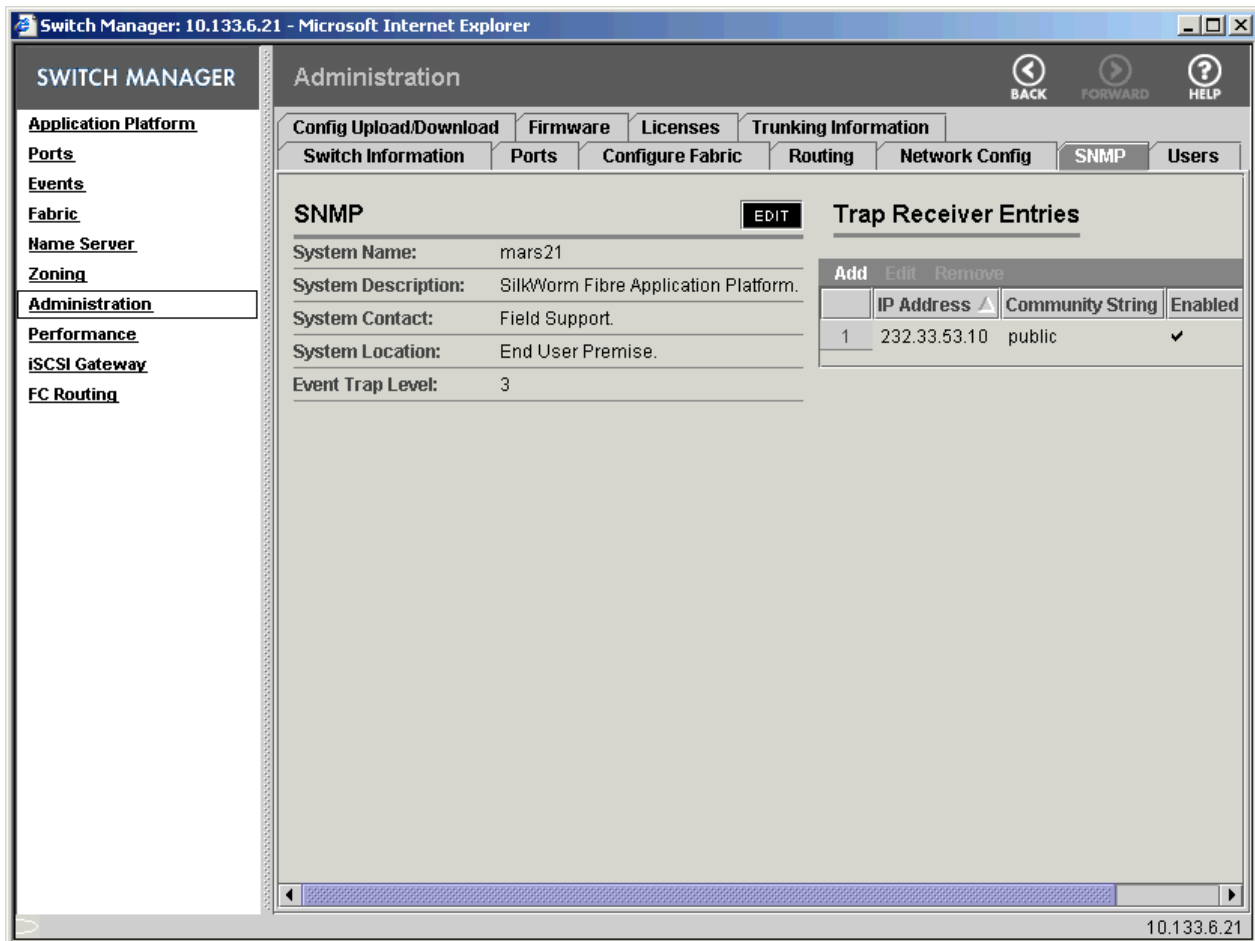 Switch Manager: 10.133.6.21 - Microsoft Internet Explorer
SWITCH MANAGER
Administration
BACK
FORWARD
HELP
Application Platform
Ports
Events
Fabric
Name Server
Zoning
Administration
Performance
iSCSI Gateway
FC Routing
Config Upload/Download Firmware Licenses Trunking Information
Switch Information Ports Configure Fabric Routing Network Config SNMP Users
SNMP
EDIT
System Name: mars21
System Description: SilkWorm Fibre Application Platform.
System Contact: Field Support.
System Location: End User Premise.
Event Trap Level: 3
Trap Receiver Entries
Add Edit Remove
IP Address Community String Enabled
1 232.33.53.10 public ✔
10.133.6.21